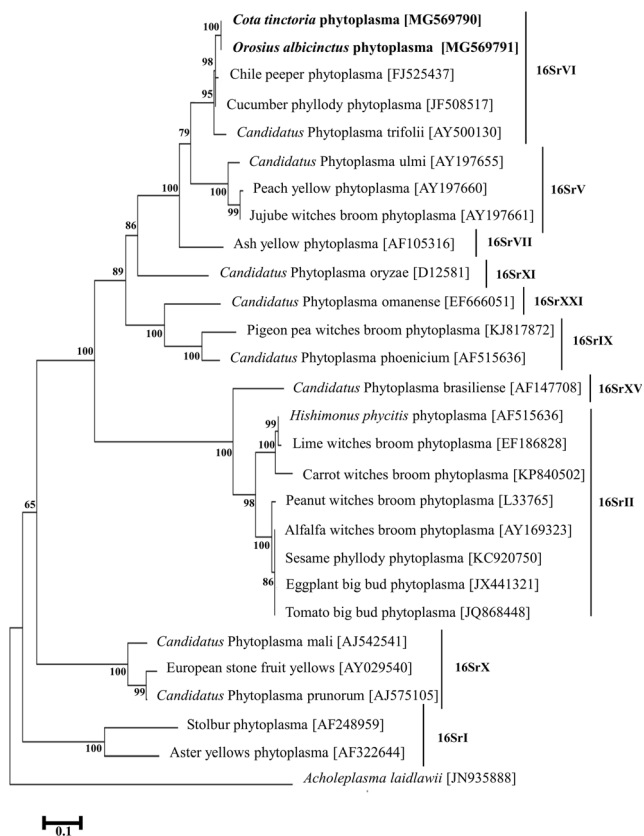 100
Cota tinctoria phytoplasma [MG569790]
Orosius albicinctus phytoplasma [MG569791]
98
Chile peeper phytoplasma [FJ525437]
16SrVI
95
Cucumber phyllody phytoplasma [JF508517]
79
Candidatus Phytoplasma trifolii [AY500130]
Candidatus Phytoplasma ulmi [AY197655]
100
100
Peach yellow phytoplasma [AY197660]
16SrV
99
Jujube witches broom phytoplasma [AY197661]
86
Ash yellow phytoplasma [AF105316]
16SrVII
89
Candidatus Phytoplasma oryzae [D12581]
16SrXI
Candidatus Phytoplasma omanense [EF666051]
16SrXXI
100
Pigeon pea witches broom phytoplasma [KJ817872]
16SrIX
100
100
Candidatus Phytoplasma phoenicium [AF515636]
Candidatus Phytoplasma brasiliense [AF147708]
16SrXV
99
Hishimonus phycitis phytoplasma [AF515636]
100
100
Lime witches broom phytoplasma [EF186828]
Carrot witches broom phytoplasma [KP840502]
98
Peanut witches broom phytoplasma [L33765]
16SrII
65
Alfalfa witches broom phytoplasma [AY169323]
100
Sesame phyllody phytoplasma [KC920750]
86
Eggplant big bud phytoplasma [JX441321]
Tomato big bud phytoplasma [JQ868448]
Candidatus Phytoplasma mali [AJ542541]
100
European stone fruit yellows [AY029540]
16SrX
99
Candidatus Phytoplasma prunorum [AJ575105]
Stolbur phytoplasma [AF248959]
16SrI
100
Aster yellows phytoplasma [AF322644]
Acholeplasma laidlawii [JN935888]
0.1